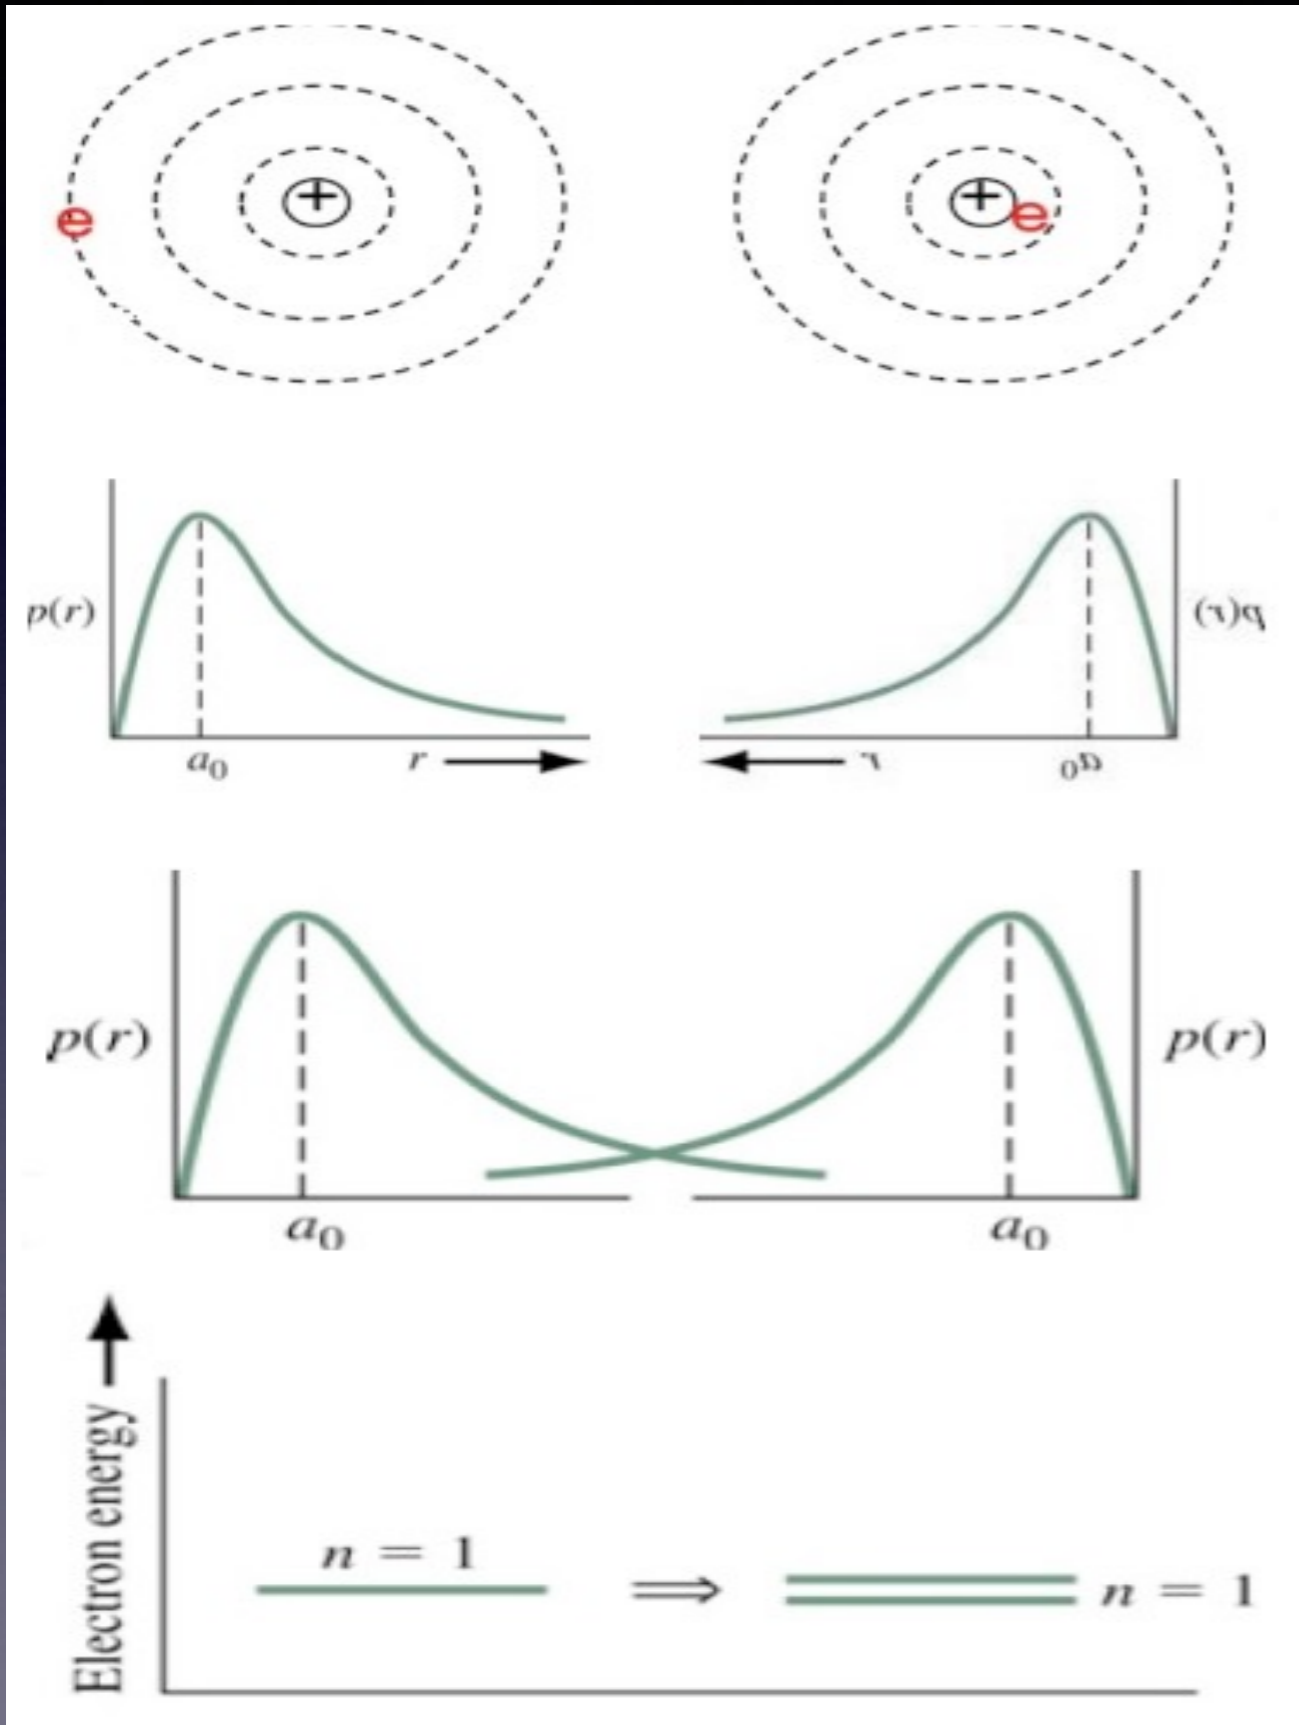 + +
e e
p(r) p(r)
a0 r r a0
p(r) p(r)
a0 a0
Electron energy
n = 1 ⟹ n = 1